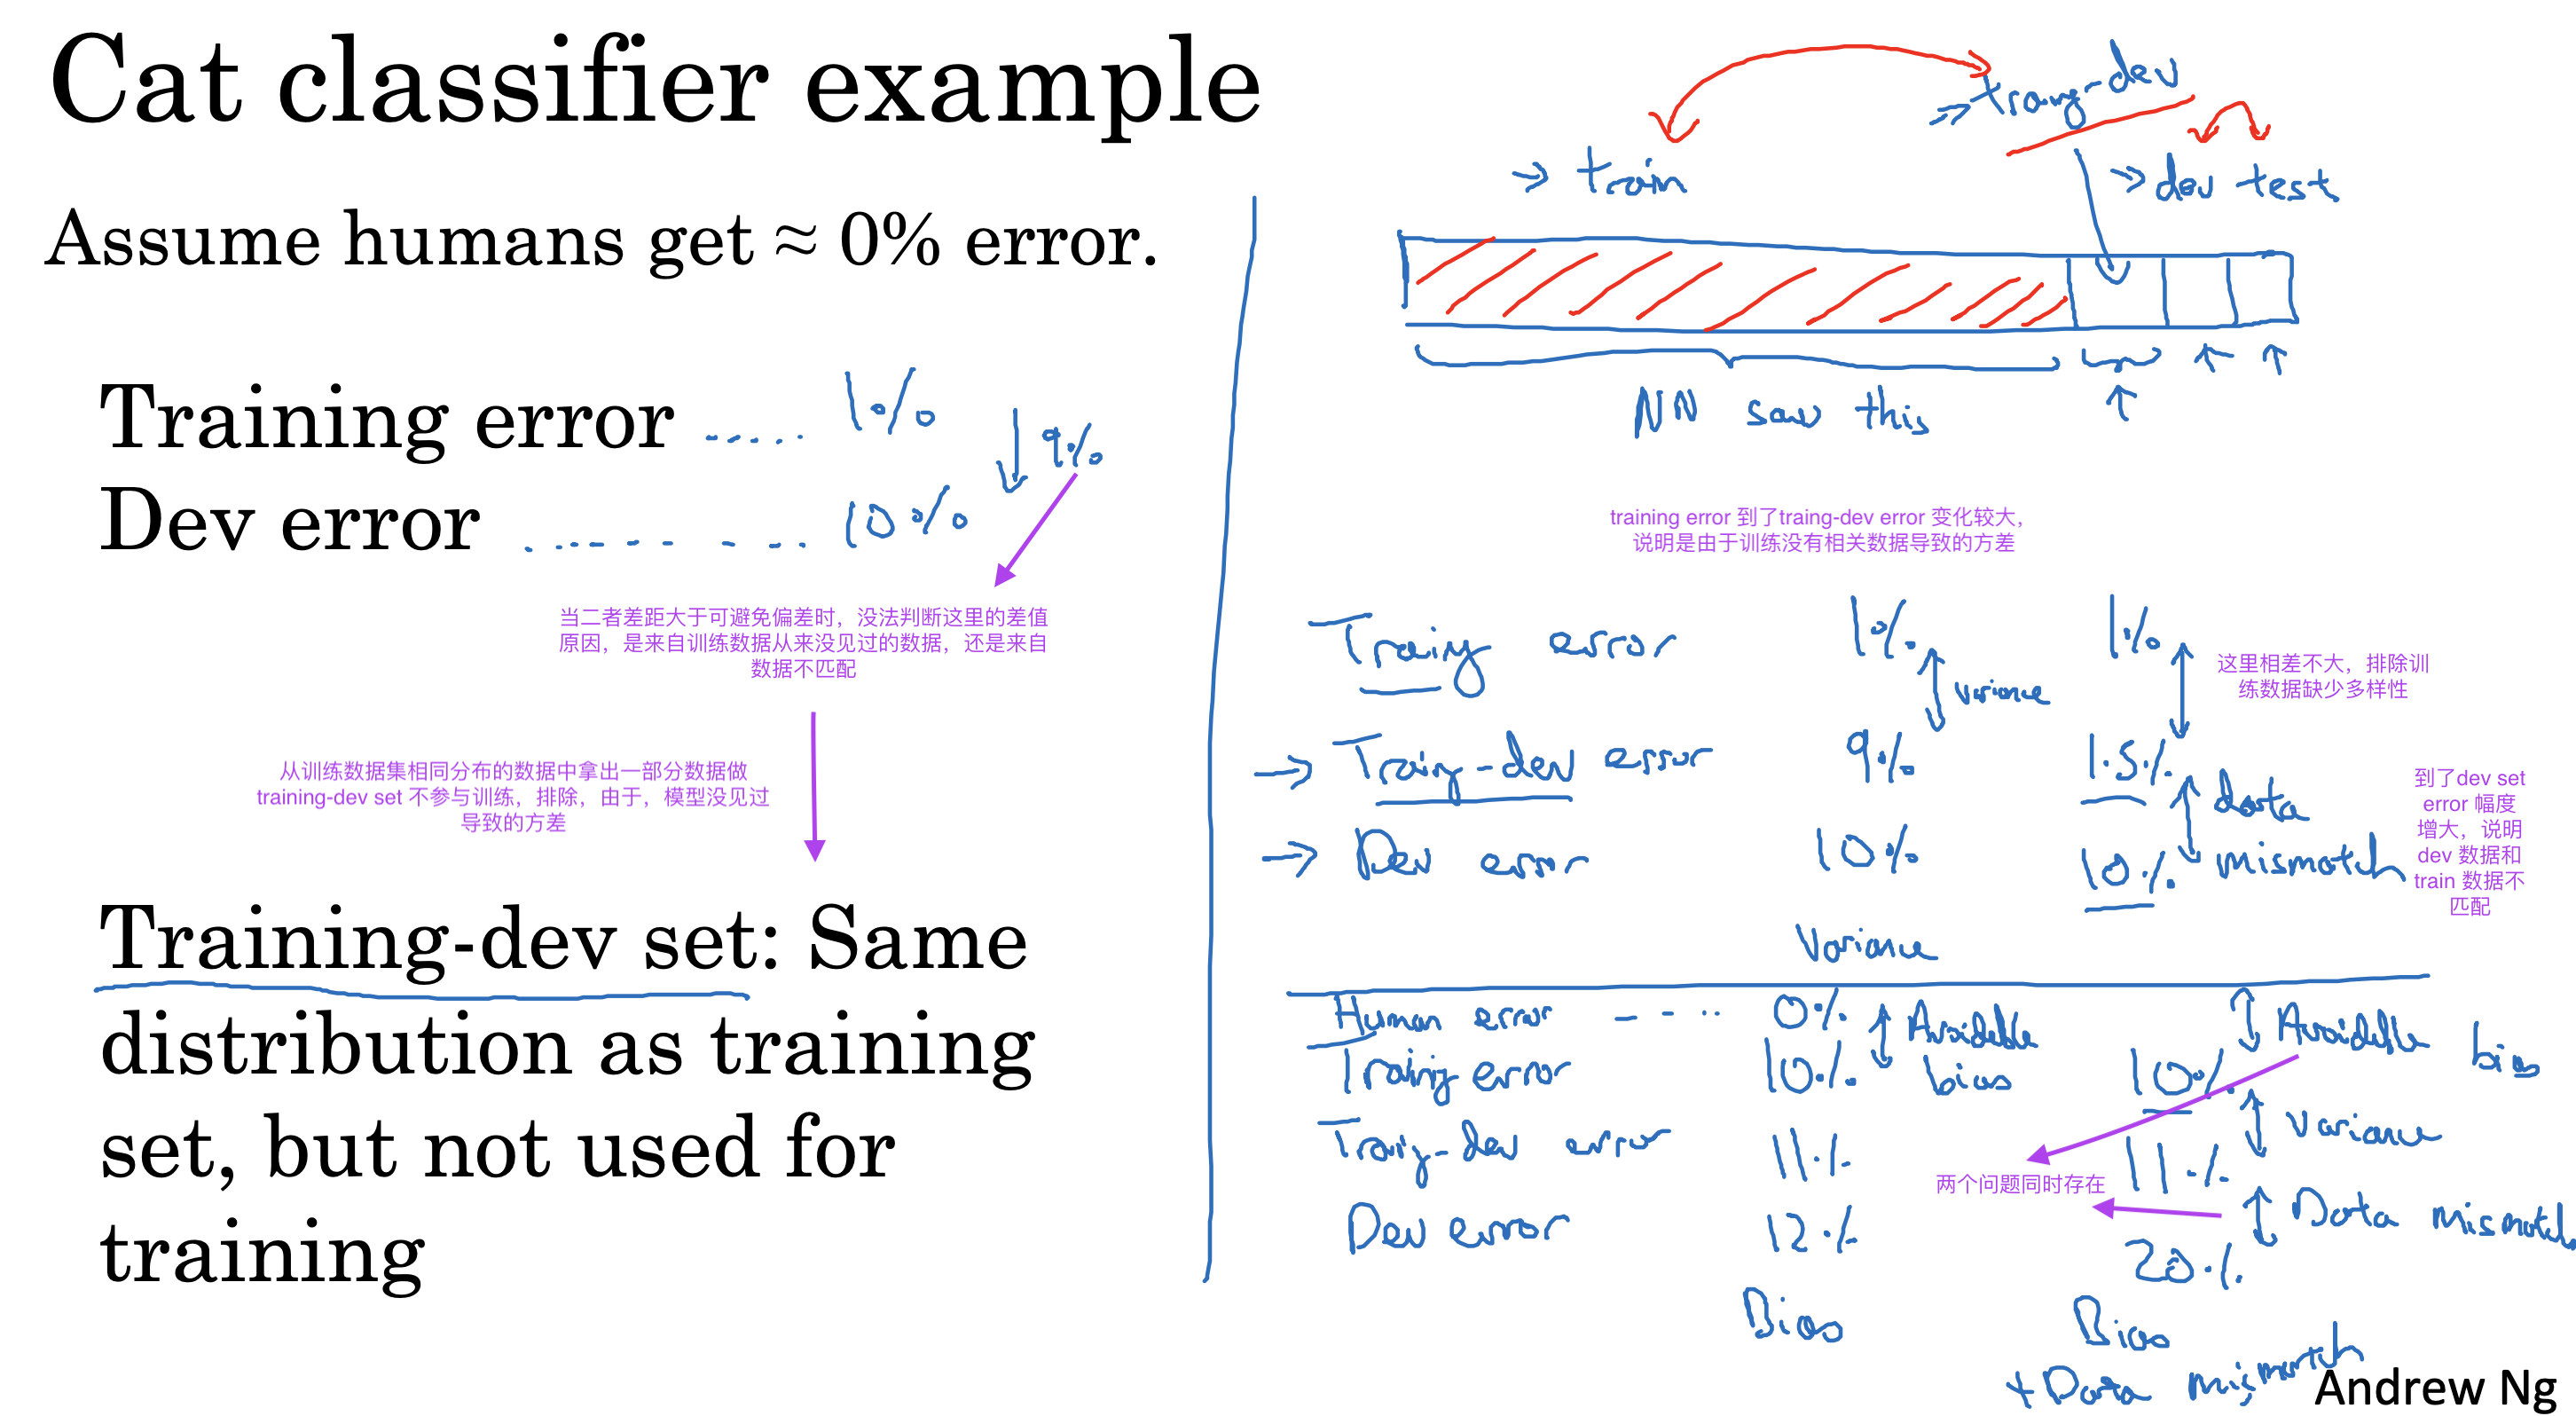 Cat classifier example
Assume humans get ≈ 0% error.
Training error ..... 1%
↓ 9%
Dev error ......... 10%
当二者差距大于可避免偏差时，没法判断这里的差值
原因，是来自训练数据从来没见过的数据，还是来自
数据不匹配
从训练数据集相同分布的数据中拿出一部分数据做
training-dev set 不参与训练，排除，由于，模型没见过
导致的方差
Training-dev set: Same
distribution as training
set, but not used for
training
→ traing-dev
→ train
→ dev test
NN saw this
training error 到了traing-dev error 变化较大，
说明是由于训练没有相关数据导致的方差
Traing error 1% 1%
variance
这里相差不大，排除训
练数据缺少多样性
→ Traing-dev error 9% 1.5%
data
mismatch
→ Dev error 10% 10%
到了dev set
error 幅度
增大，说明
dev 数据和
train 数据不
匹配
Variance
Human error ---·· 0%
Avoidable
bias
Avoidable bias
Traing error 10% 10%
Variance
Traing-dev error 11% 11%
两个问题同时存在
Data mismatch
Dev error 12% 20%
Bias
Bias
+ Data mismatch
Andrew Ng